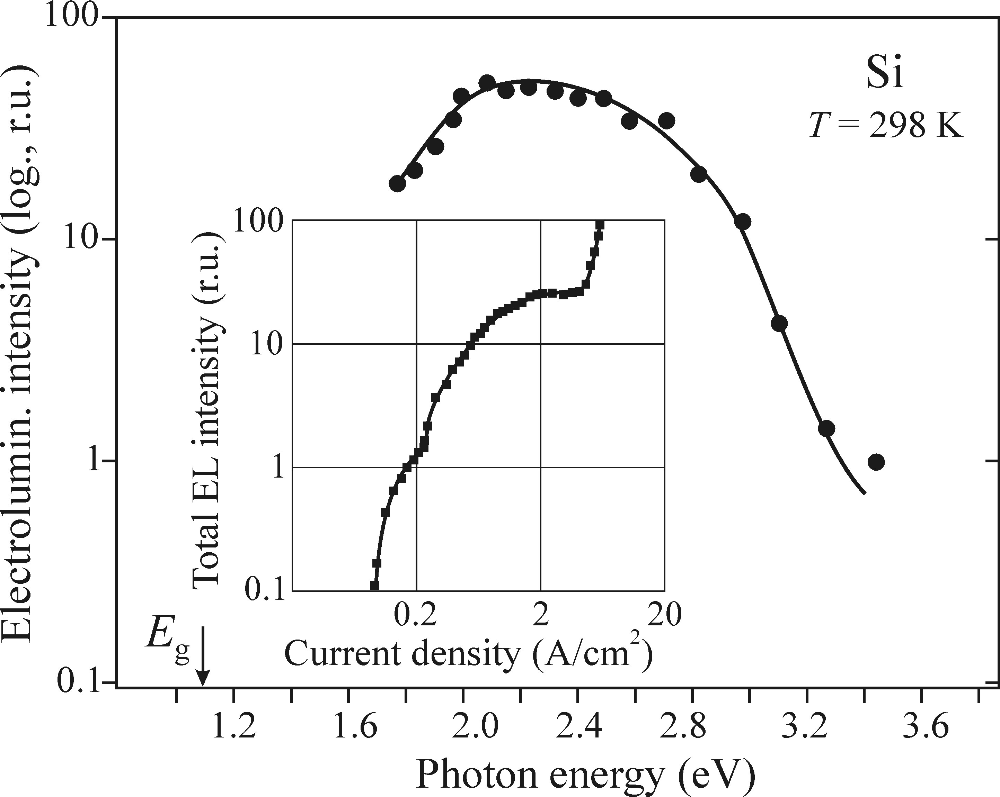 Electrolumin. intensity (log., r.u.)
100
10
1
0.1
Si
T = 298 K
Total EL intensity (r.u.)
100
10
1
0.1
0.2 2 20
Current density (A/cm²)
Eg
1.2 1.6 2.0 2.4 2.8 3.2 3.6
Photon energy (eV)